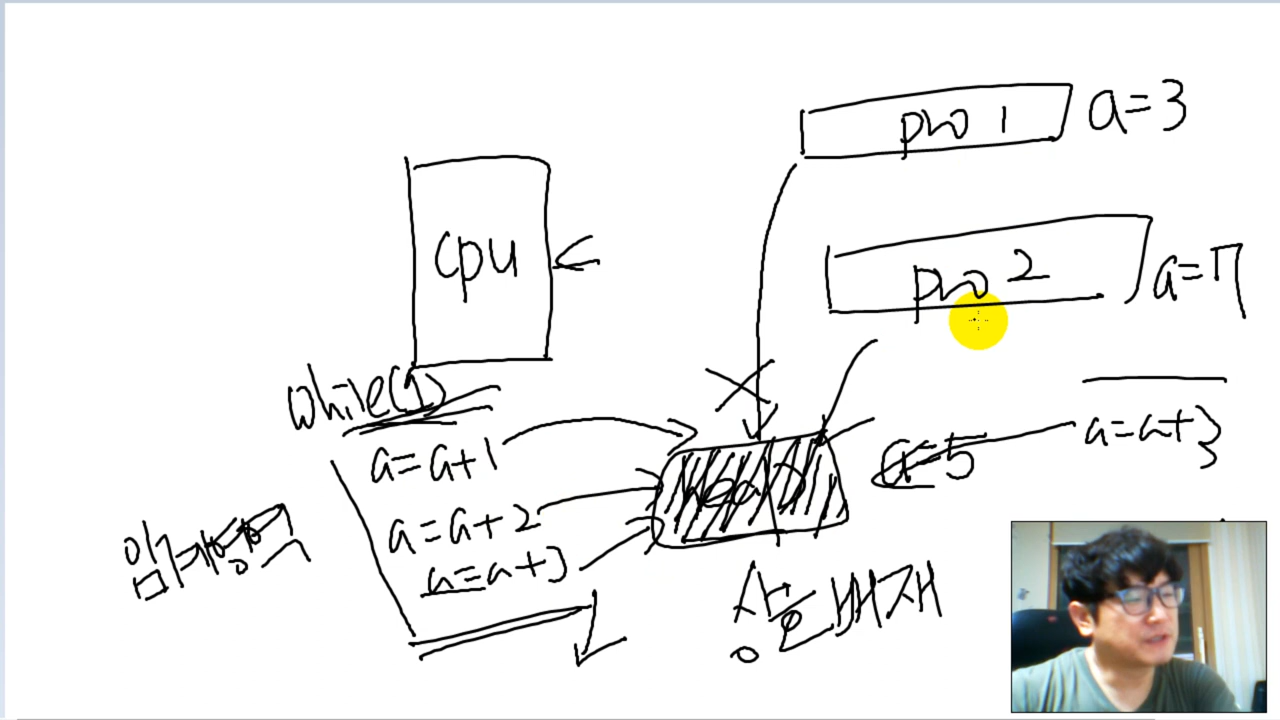 pro 1 a=3
cpu
pro 2 a=7
while(1)
a=a+1
a=a+2
a=a+3
head
a=5
a=a+3
임계영역
상호배제